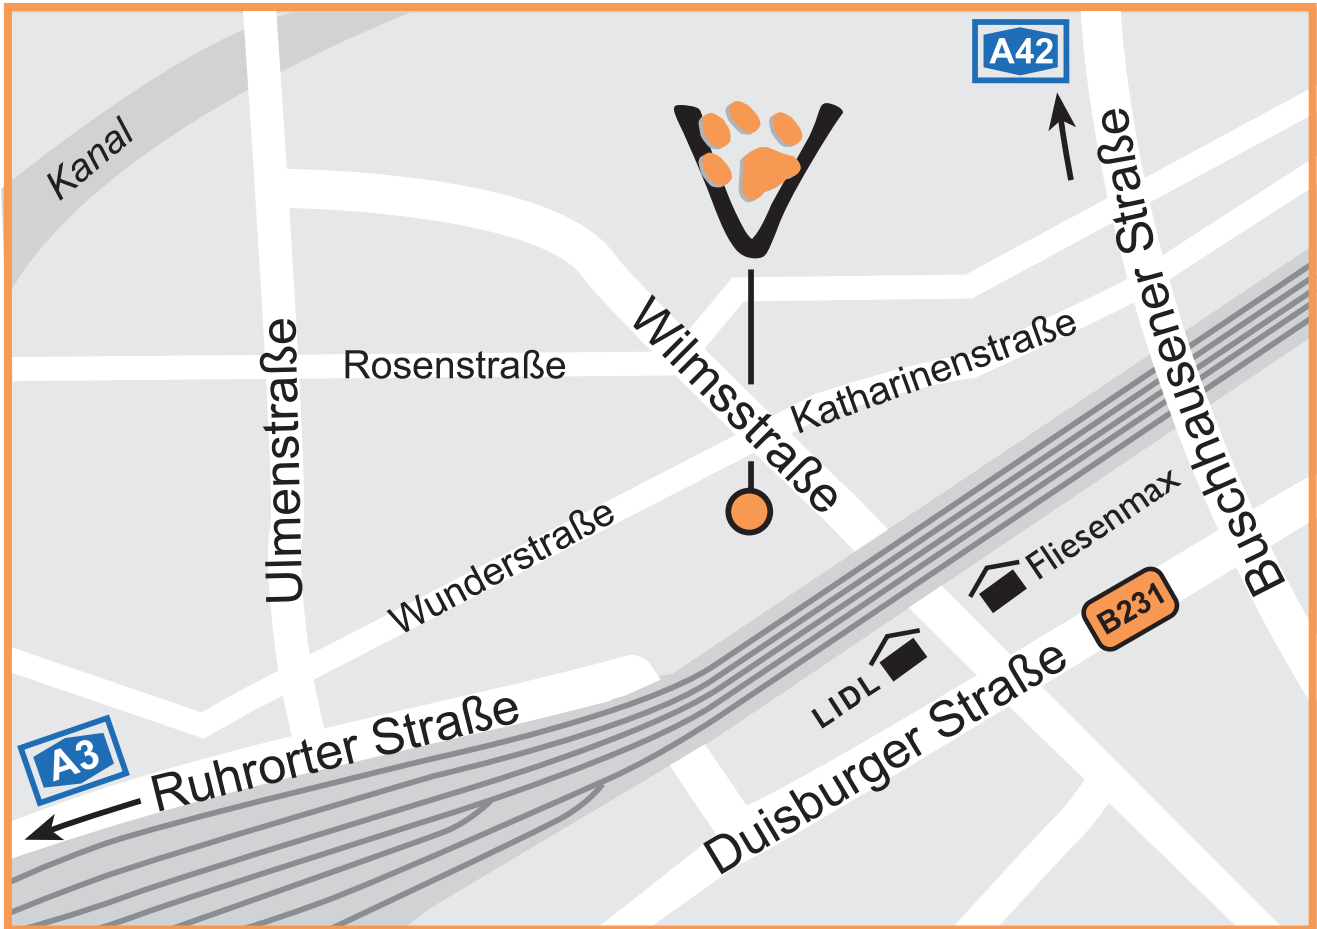 A42
Kanal
Buschhausener Straße
Wilmsstraße
Ulmenstraße
Rosenstraße
Katharinenstraße
Wunderstraße
Fliesenmax
B231
LIDL
Duisburger Straße
Ruhrorter Straße
A3